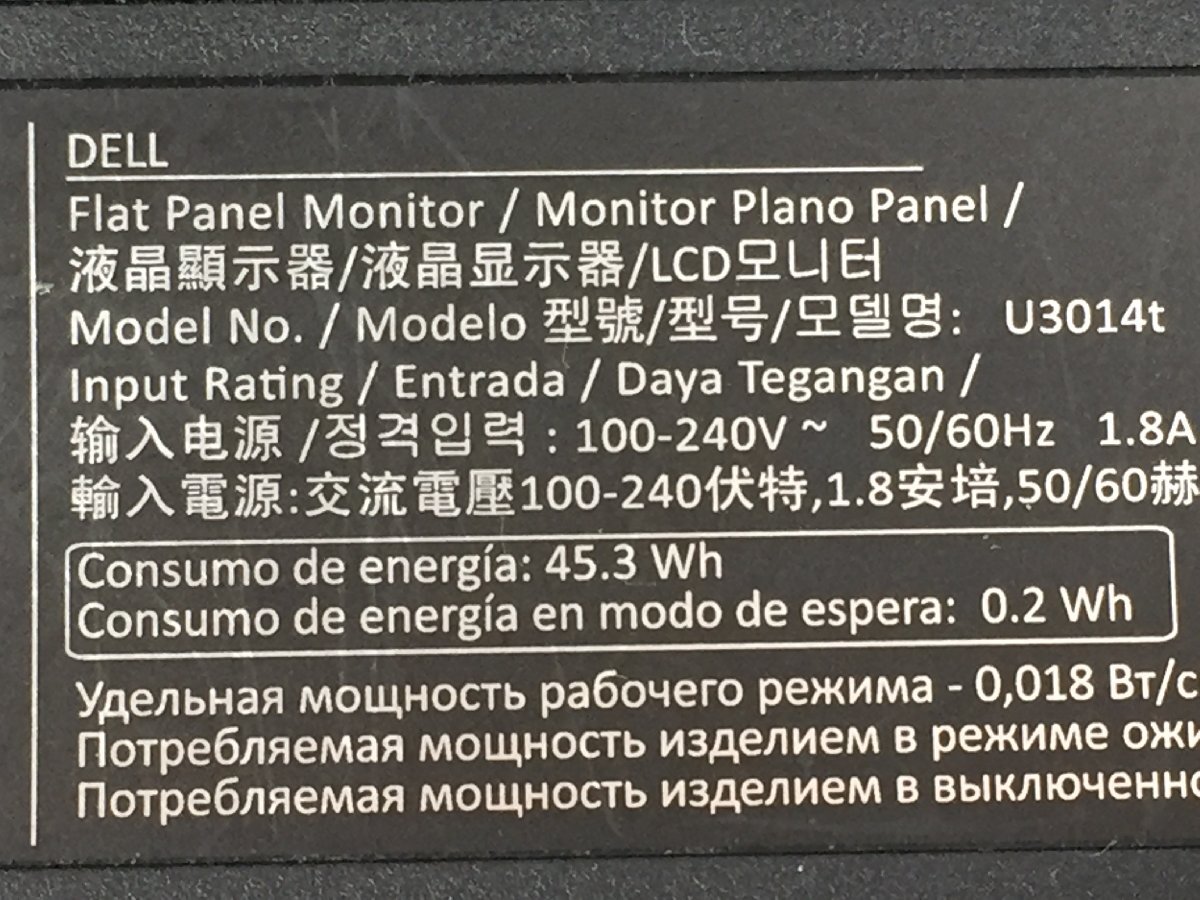 DELL
Flat Panel Monitor / Monitor Plano Panel /
液晶顯示器/液晶显示器/LCD모니터
Model No. / Modelo 型號/型号/모델명: U3014t
Input Rating / Entrada / Daya Tegangan /
输入电源 /정격입력 : 100-240V ~ 50/60Hz 1.8A
輸入電源:交流電壓100-240伏特,1.8安培,50/60赫
Consumo de energía: 45.3 Wh
Consumo de energía en modo de espera: 0.2 Wh
Удельная мощность рабочего режима - 0,018 Вт/с
Потребляемая мощность изделием в режиме ожи
Потребляемая мощность изделием в выключенно